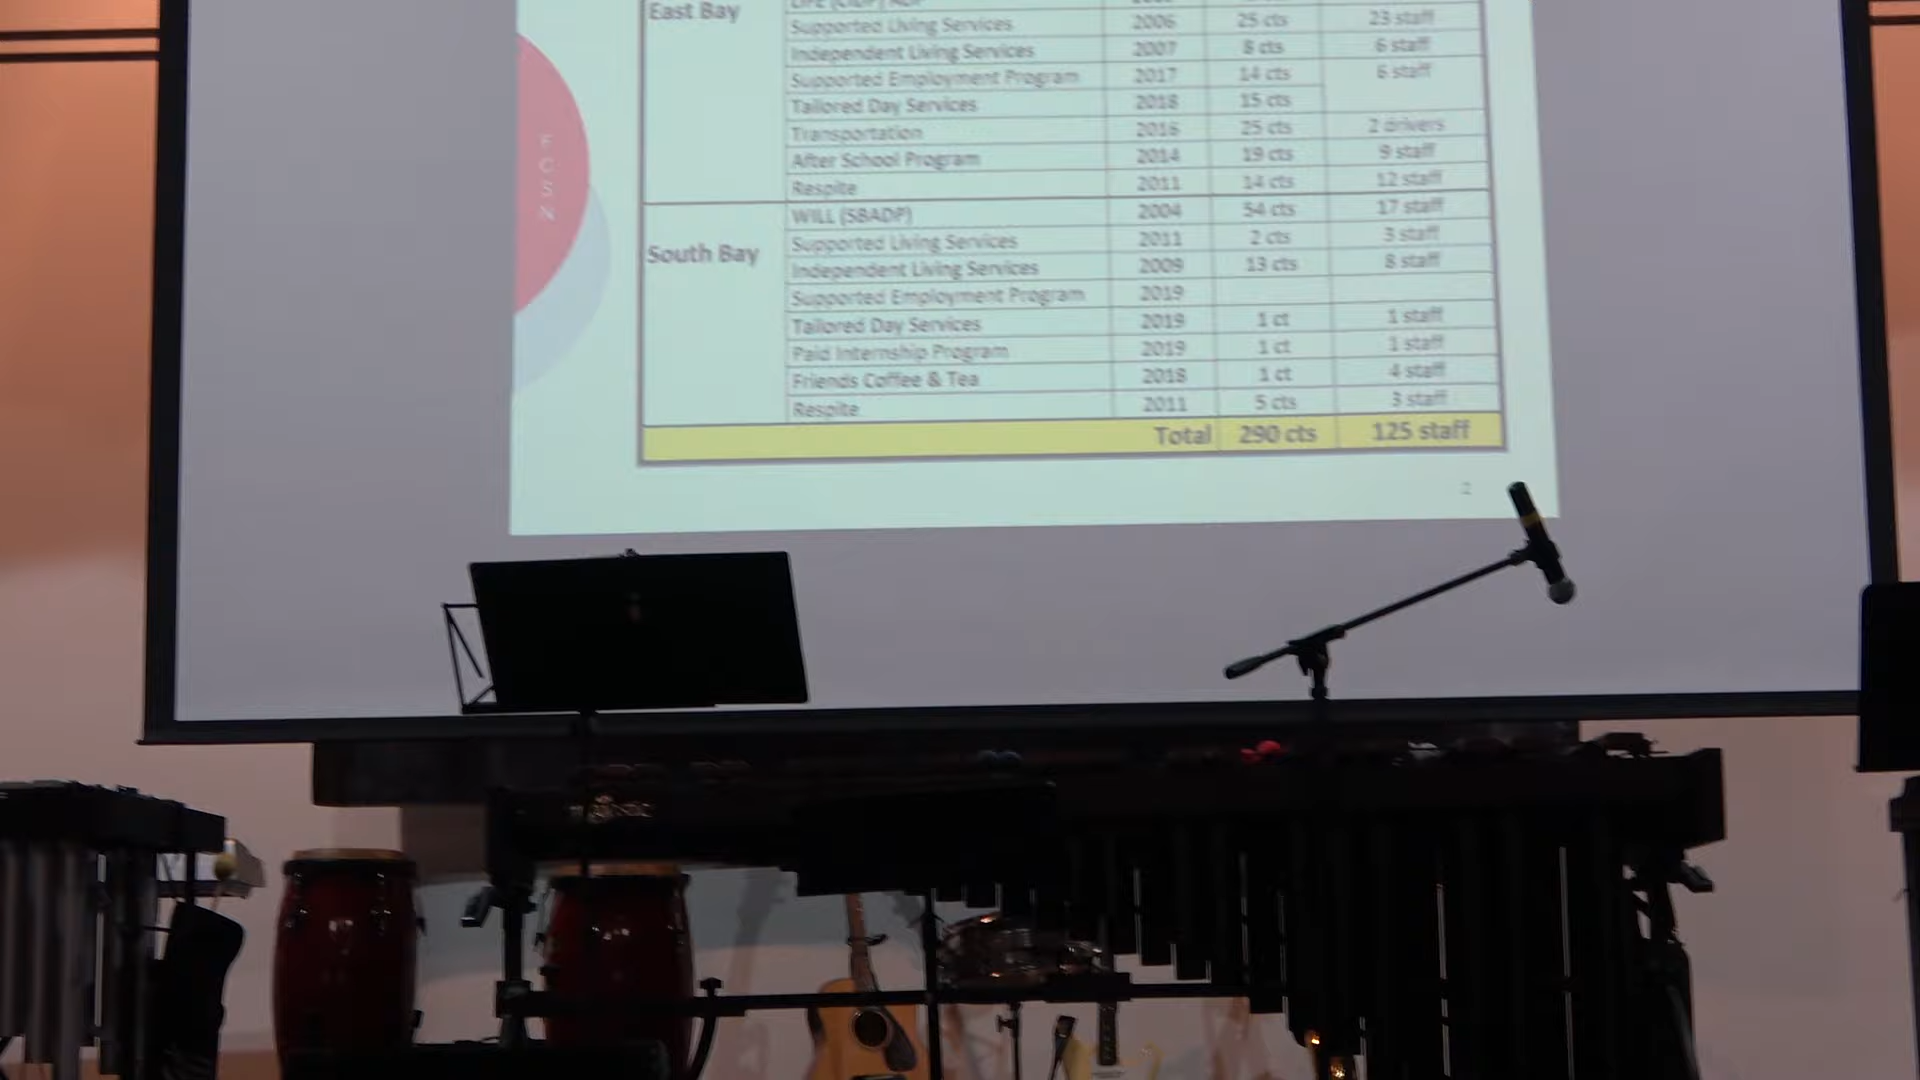 East Bay
Supported Living Services 2006 25 cts 23 staff
Independent Living Services 2007 8 cts 6 staff
Supported Employment Program 2017 14 cts 6 staff
Tailored Day Services 2018 15 cts
Transportation 2016 25 cts 2 drivers
After School Program 2014 19 cts 9 staff
Respite 2011 14 cts 12 staff
FCSN
South Bay
WILL (SBADP) 2004 54 cts 17 staff
Supported Living Services 2011 2 cts 3 staff
Independent Living Services 2009 13 cts 8 staff
Supported Employment Program 2019
Tailored Day Services 2019 1 ct 1 staff
Paid Internship Program 2019 1 ct 1 staff
Friends Coffee & Tea 2018 1 ct 4 staff
Respite 2011 5 cts 3 staff
Total 290 cts 125 staff
2